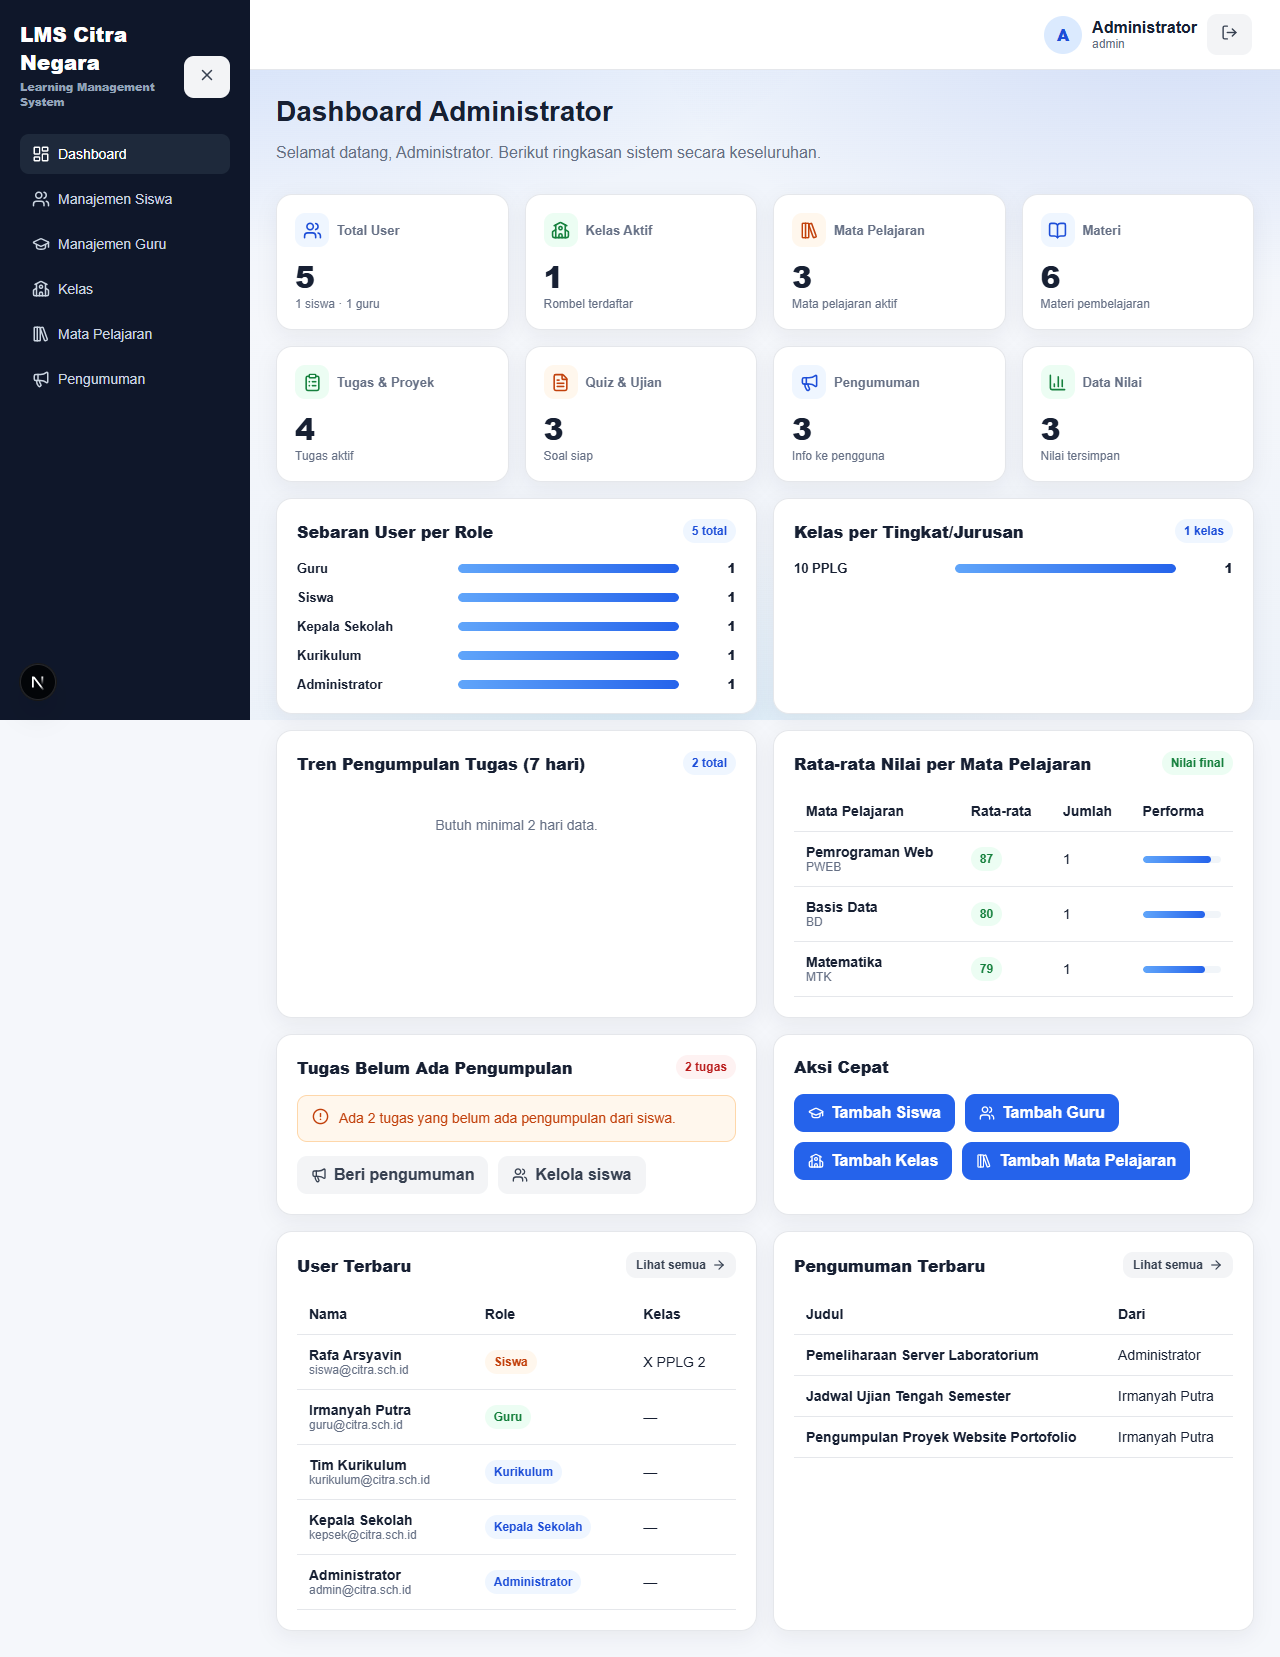 LMS Citra
Negara
Learning Management
System
Dashboard
Manajemen Siswa
Manajemen Guru
Kelas
Mata Pelajaran
Pengumuman
N
A
Administrator
admin
Dashboard Administrator
Selamat datang, Administrator. Berikut ringkasan sistem secara keseluruhan.
Total User
5
1 siswa · 1 guru
Kelas Aktif
1
Rombel terdaftar
Mata Pelajaran
3
Mata pelajaran aktif
Materi
6
Materi pembelajaran
Tugas & Proyek
4
Tugas aktif
Quiz & Ujian
3
Soal siap
Pengumuman
3
Info ke pengguna
Data Nilai
3
Nilai tersimpan
Sebaran User per Role
5 total
Guru 1
Siswa 1
Kepala Sekolah 1
Kurikulum 1
Administrator 1
Kelas per Tingkat/Jurusan
1 kelas
10 PPLG 1
Tren Pengumpulan Tugas (7 hari)
2 total
Butuh minimal 2 hari data.
Rata-rata Nilai per Mata Pelajaran
Nilai final
Mata Pelajaran Rata-rata Jumlah Performa
Pemrograman Web 87 1
PWEB
Basis Data 80 1
BD
Matematika 79 1
MTK
Tugas Belum Ada Pengumpulan
2 tugas
Ada 2 tugas yang belum ada pengumpulan dari siswa.
Beri pengumuman
Kelola siswa
Aksi Cepat
Tambah Siswa
Tambah Guru
Tambah Kelas
Tambah Mata Pelajaran
User Terbaru
Lihat semua →
Nama Role Kelas
Rafa Arsyavin Siswa X PPLG 2
siswa@citra.sch.id
Irmanyah Putra Guru —
guru@citra.sch.id
Tim Kurikulum Kurikulum —
kurikulum@citra.sch.id
Kepala Sekolah Kepala Sekolah —
kepsek@citra.sch.id
Administrator Administrator —
admin@citra.sch.id
Pengumuman Terbaru
Lihat semua →
Judul Dari
Pemeliharaan Server Laboratorium Administrator
Jadwal Ujian Tengah Semester Irmanyah Putra
Pengumpulan Proyek Website Portofolio Irmanyah Putra